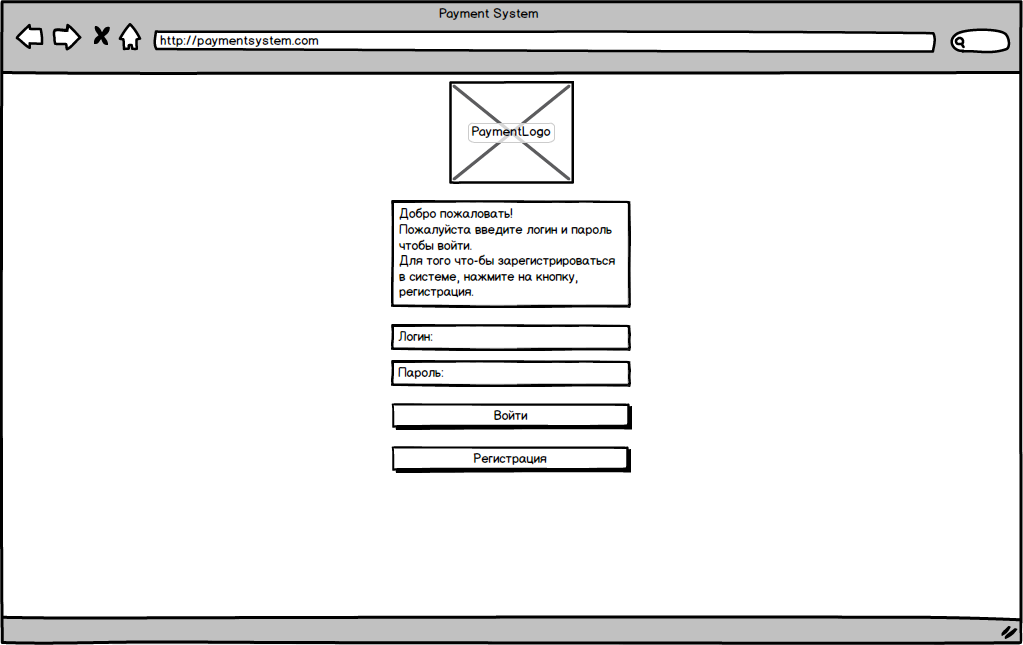 Payment System
http://paymentsystem.com
PaymentLogo
Добро пожаловать!
Пожалуйста введите логин и пароль
чтобы войти.
Для того что-бы зарегистрироваться
в системе, нажмите на кнопку,
регистрация.
Логин:
Пароль:
Войти
Регистрация